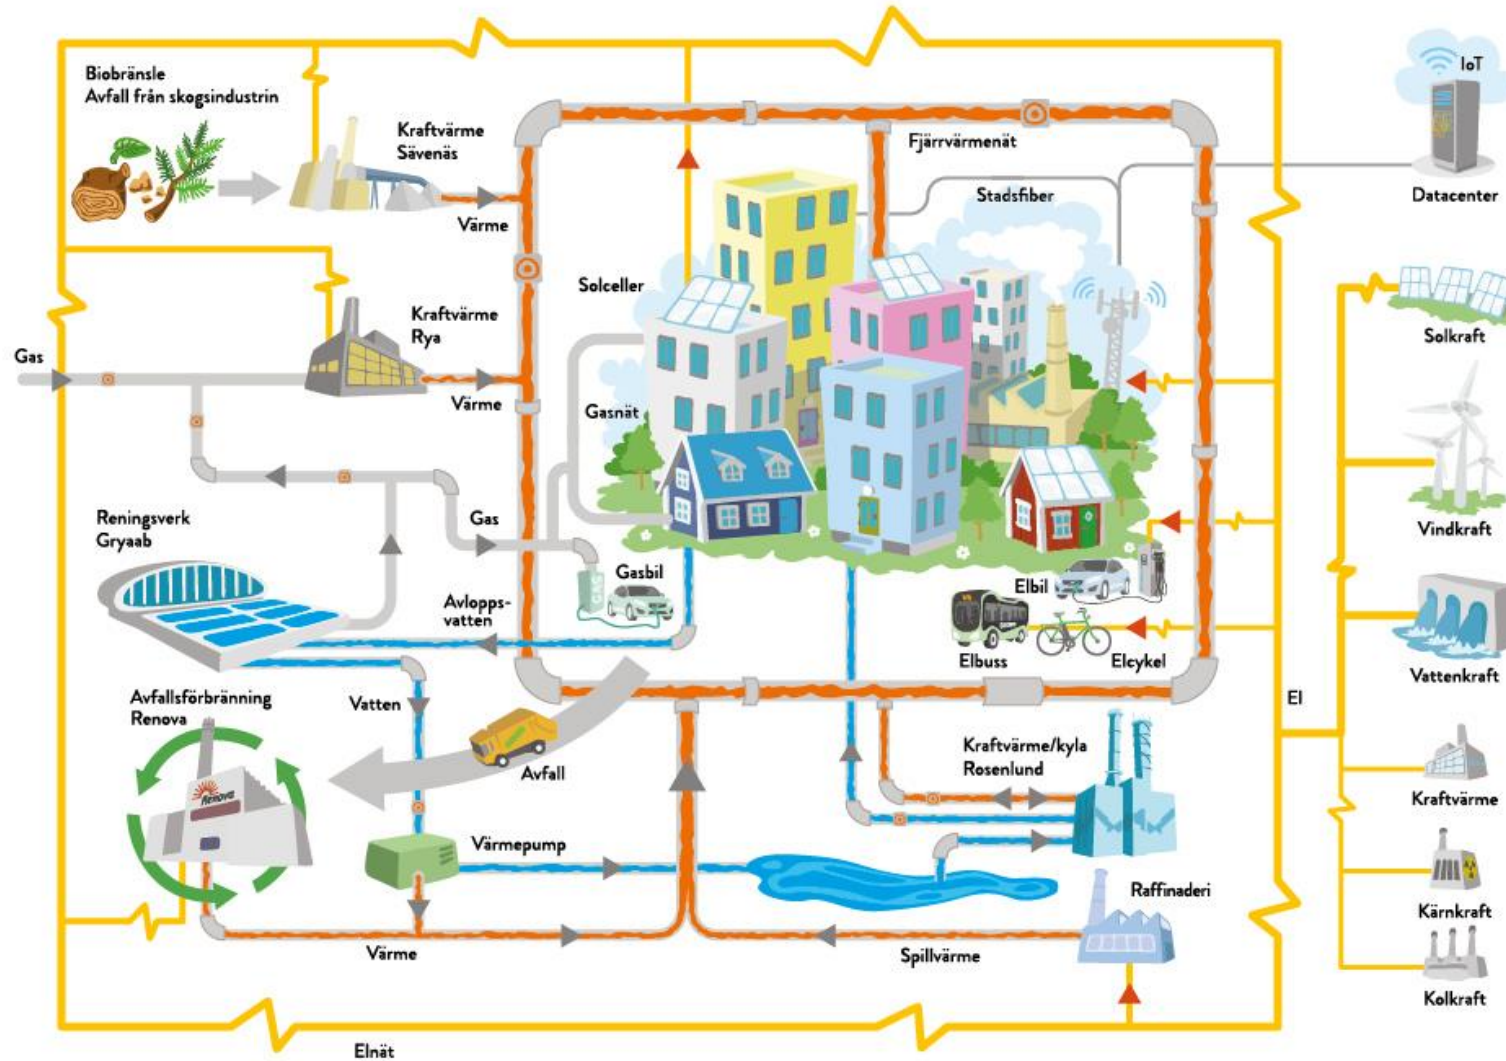 Biobränsle
Avfall från skogsindustrin
Kraftvärme
Sävenäs
Värme
Fjärrvärmenät
Stadsfiber
IoT
Datacenter
Solceller
Kraftvärme
Rya
Gas
Värme
Gasnät
Solkraft
Vindkraft
Reningsverk
Gryaab
Gas
Gasbil
GAS
Avlopps-
vatten
Elbil
Elbuss
Elcykel
Vattenkraft
Avfallsförbränning
Renova
Vatten
Renova
Avfall
El
Kraftvärme/kyla
Rosenlund
Kraftvärme
Värmepump
Raffinaderi
Kärnkraft
Värme
Spillvärme
Kolkraft
Elnät